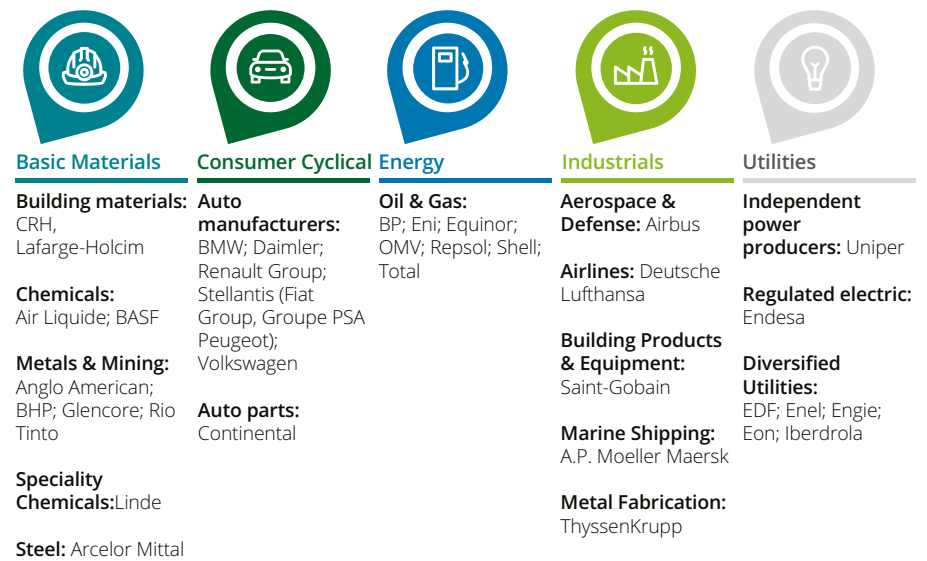 Basic Materials
Building materials:
CRH,
Lafarge-Holcim
Chemicals:
Air Liquide; BASF
Metals & Mining:
Anglo American;
BHP; Glencore; Rio
Tinto
Speciality
Chemicals:Linde
Steel: Arcelor Mittal
Consumer Cyclical
Auto
manufacturers:
BMW; Daimler;
Renault Group;
Stellantis (Fiat
Group, Groupe PSA
Peugeot);
Volkswagen
Auto parts:
Continental
Energy
Oil & Gas:
BP; Eni; Equinor;
OMV; Repsol; Shell;
Total
Industrials
Aerospace &
Defense: Airbus
Airlines: Deutsche
Lufthansa
Building Products
& Equipment:
Saint-Gobain
Marine Shipping:
A.P. Moeller Maersk
Metal Fabrication:
ThyssenKrupp
Utilities
Independent
power
producers: Uniper
Regulated electric:
Endesa
Diversified
Utilities:
EDF; Enel; Engie;
Eon; Iberdrola